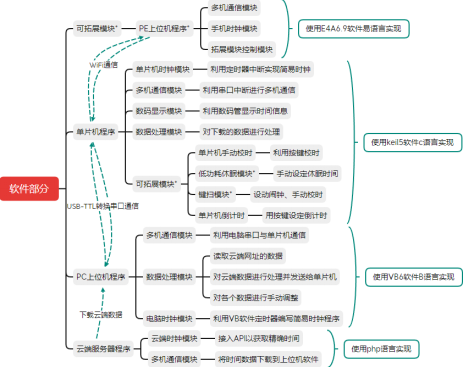 软件部分
可拓展模块*
PE上位机程序*
多机通信模块
手机时钟模块
拓展模块控制模块
使用E4A6.9软件易语言实现
WiFi通信
单片机程序
单片机时钟模块
利用定时器中断实现简易时钟
多机通信模块
利用串口中断进行多机通信
数码显示模块
利用数码管显示时间信息
数据处理模块
对下载的数据进行处理
可拓展模块*
单片机手动校时
利用按键校时
低功耗休眠模块*
手动设定休眠时间
键扫模块*
设动闹钟、手动校时
单片机倒计时
用按键设定倒计时
使用keil5软件c语言实现
USB-TTL转换串口通信
PC上位机程序
多机通信模块
利用电脑串口与单片机通信
数据处理模块
读取云端网址的数据
对云端数据进行处理并发送给单片机
对各个数据进行手动调整
电脑时钟模块
利用VB软件定时器编写简易时钟程序
使用VB6软件B语言实现
下载云端数据
云端服务器程序
云端时钟模块
接入API以获取精确时间
多机通信模块
将时间数据下载到上位机软件
使用php语言实现